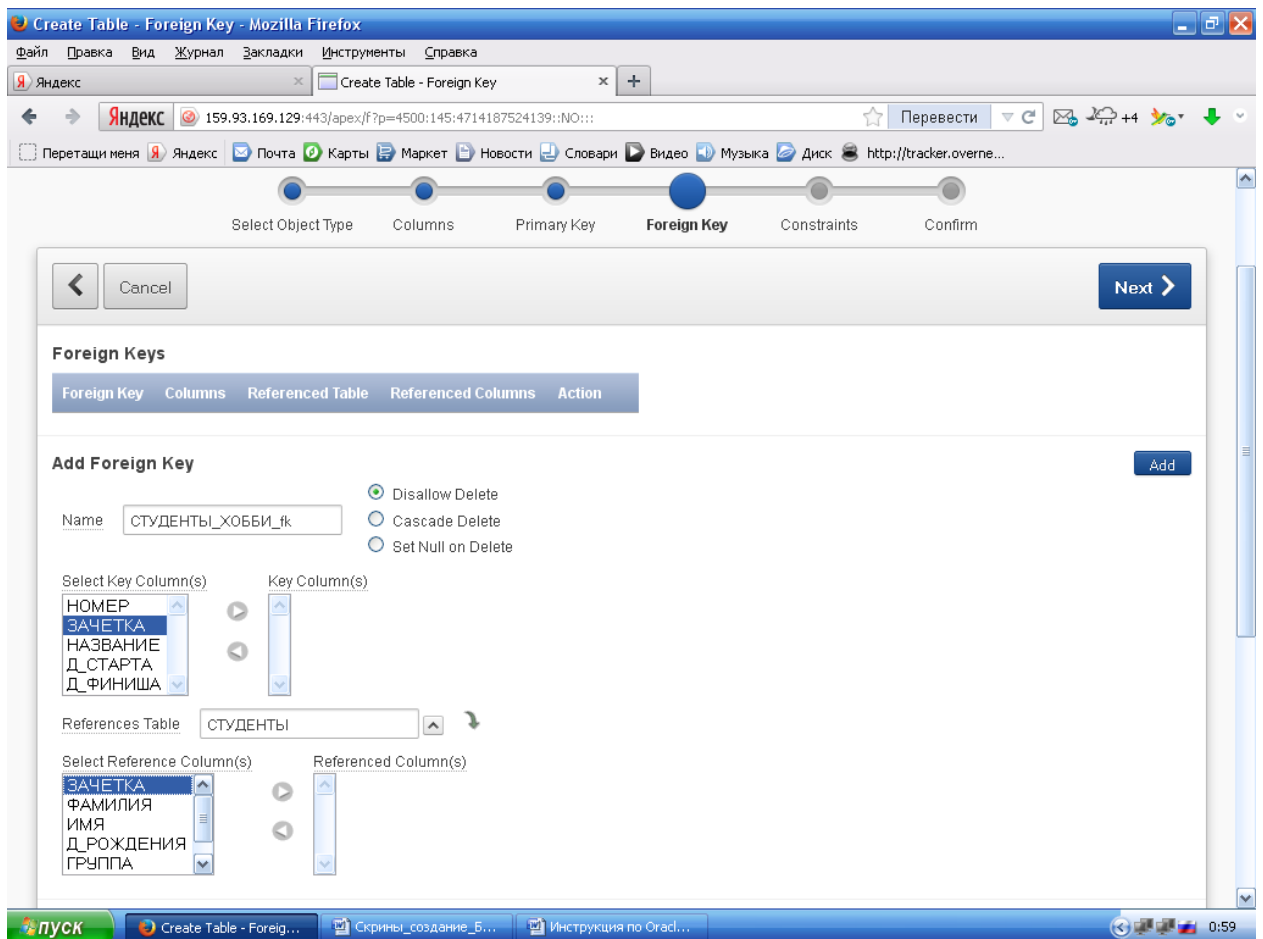 Create Table - Foreign Key - Mozilla Firefox
Файл Правка Вид Журнал Закладки Инструменты Справка
Я Яндекс × Create Table - Foreign Key × +
Яндекс 159.93.169.129:443/apex/f?p=4500:145:4714187524139::NO::: Перевести +4
Перетащи меня Я Яндекс Почта Карты Маркет Новости Словари Видео Музыка Диск http://tracker.overne...
Select Object Type Columns Primary Key Foreign Key Constraints Confirm
Cancel Next
Foreign Keys
Foreign Key Columns Referenced Table Referenced Columns Action
Add Foreign Key Add
Disallow Delete
Name СТУДЕНТЫ_ХОББИ_fk Cascade Delete
Set Null on Delete
Select Key Column(s) Key Column(s)
НОМЕР
ЗАЧЕТКА
НАЗВАНИЕ
Д_СТАРТА
Д_ФИНИША
References Table СТУДЕНТЫ
Select Reference Column(s) Referenced Column(s)
ЗАЧЕТКА
ФАМИЛИЯ
ИМЯ
Д_РОЖДЕНИЯ
ГРУППА
пуск Create Table - Foreig... Скрины_создание_Б... Инструкция по Oracl... 0:59